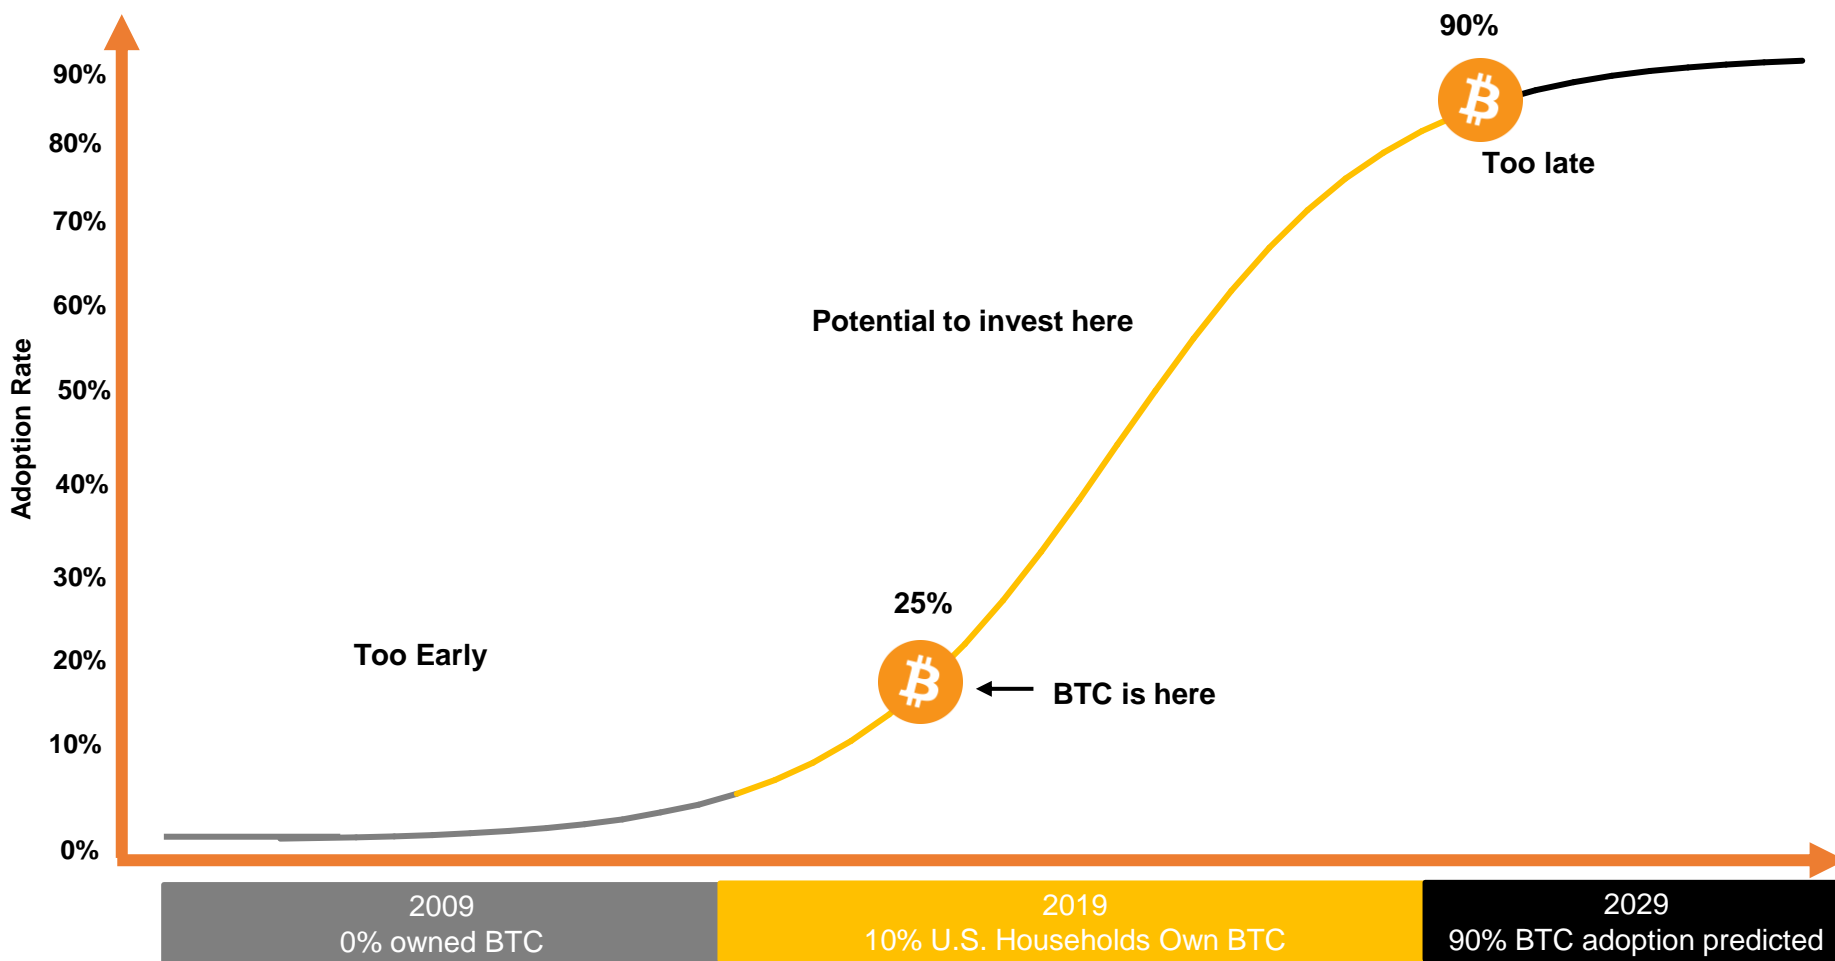 90%
90%
80%
Too late
70%
60%
Potential to invest here
Adoption Rate
50%
40%
30%
25%
Too Early
20%
BTC is here
10%
0%
2009
0% owned BTC
2019
10% U.S. Households Own BTC
2029
90% BTC adoption predicted